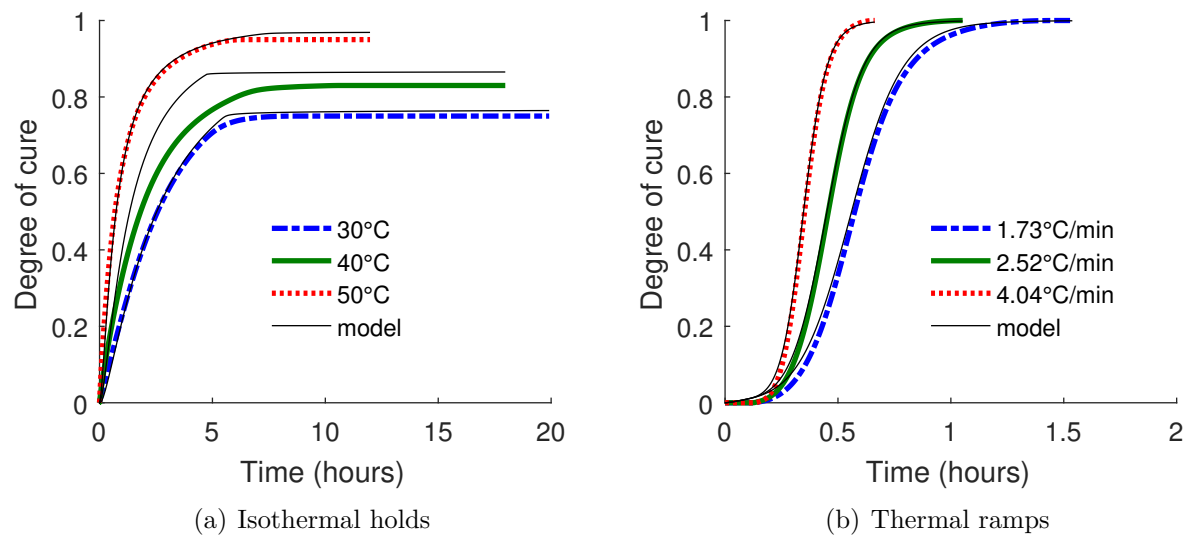 1
0.8
0.6
0.4
0.2
0
Degree of cure
30°C
40°C
50°C
model
0 5 10 15 20
Time (hours)
(a) Isothermal holds
1
0.8
0.6
0.4
0.2
0
Degree of cure
1.73°C/min
2.52°C/min
4.04°C/min
model
0 0.5 1 1.5 2
Time (hours)
(b) Thermal ramps